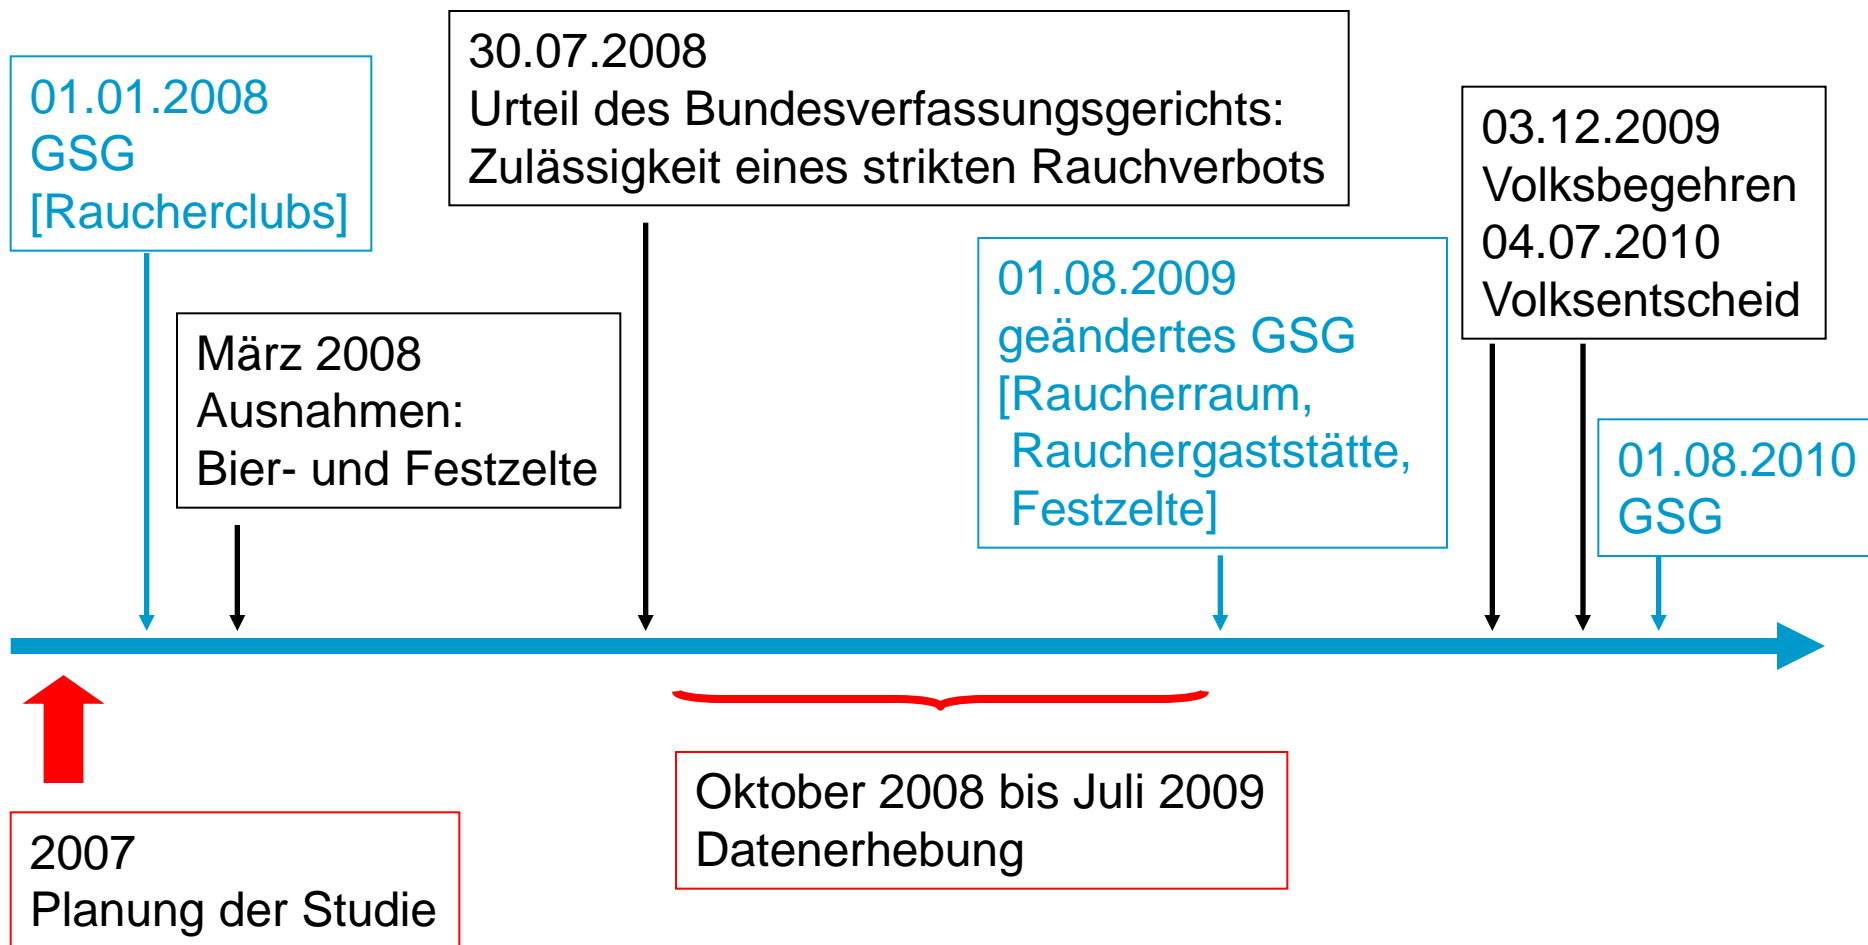 01.01.2008
GSG
[Raucherclubs]
März 2008
Ausnahmen:
Bier- und Festzelte
30.07.2008
Urteil des Bundesverfassungsgerichts:
Zulässigkeit eines strikten Rauchverbots
01.08.2009
geändertes GSG
[Raucherraum,
Rauchergaststätte,
Festzelte]
03.12.2009
Volksbegehren
04.07.2010
Volksentscheid
01.08.2010
GSG
2007
Planung der Studie
Oktober 2008 bis Juli 2009
Datenerhebung